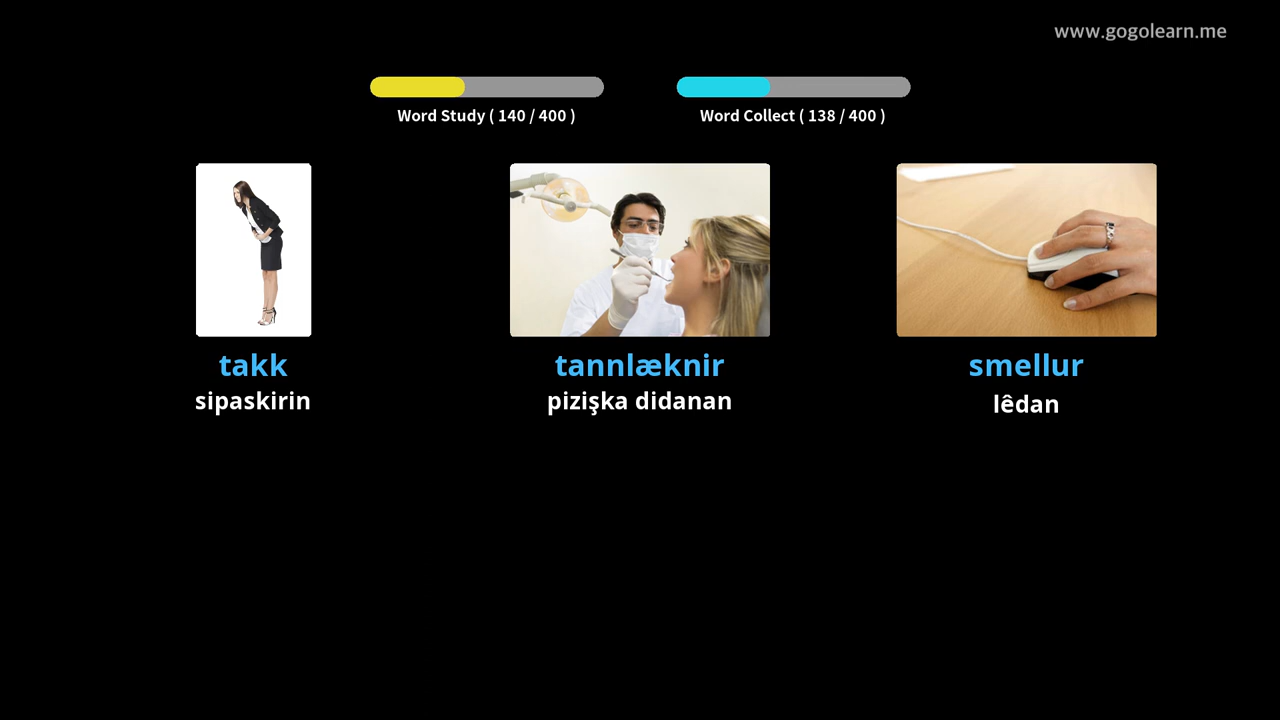 www.gogolearn.me
Word Study ( 140 / 400 )
Word Collect ( 138 / 400 )
takk
sipaskirin
tannlæknir
pizişka didanan
smellur
lêdan